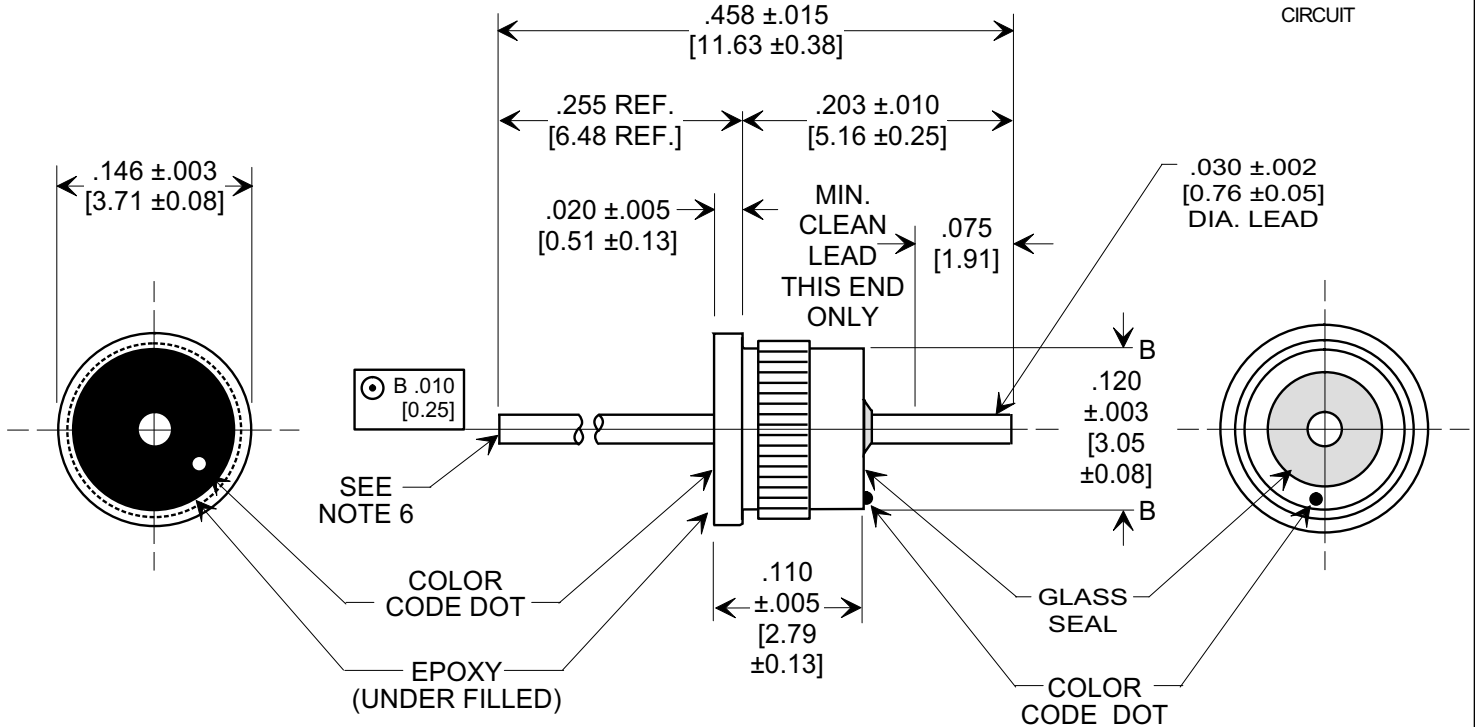 .458 ±.015
[11.63 ±0.38]
CIRCUIT
.255 REF.
[6.48 REF.]
.203 ±.010
[5.16 ±0.25]
.146 ±.003
[3.71 ±0.08]
.030 ±.002
[0.76 ±0.05]
DIA. LEAD
.020 ±.005
[0.51 ±0.13]
MIN.
CLEAN
LEAD
THIS END
ONLY
.075
[1.91]
B .010
[0.25]
B
.120
±.003
[3.05
±0.08]
B
SEE
NOTE 6
COLOR
CODE DOT
EPOXY
(UNDER FILLED)
.110
±.005
[2.79
±0.13]
GLASS
SEAL
COLOR
CODE DOT